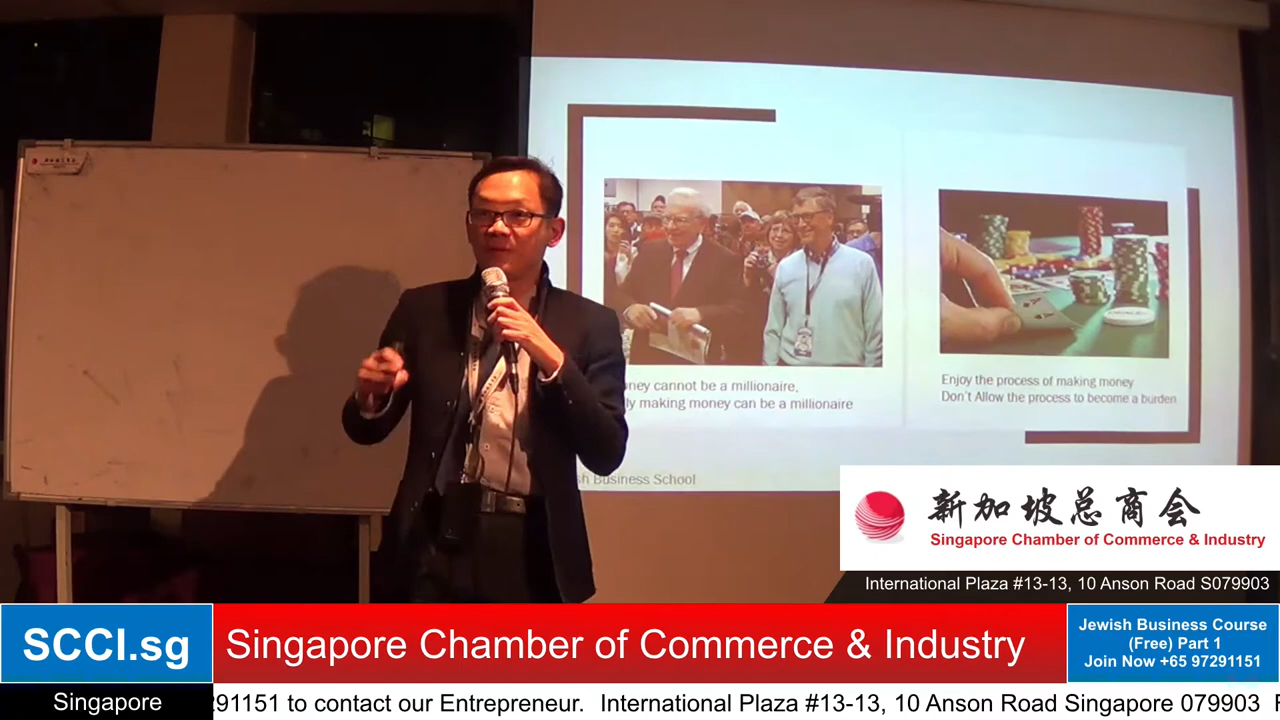 oney cannot be a millionaire,
ly making money can be a millionaire
Enjoy the process of making money
Don't Allow the process to become a burden
sh Business School
新加坡总商会
Singapore Chamber of Commerce & Industry
International Plaza #13-13, 10 Anson Road S079903
SCCI.sg
Singapore Chamber of Commerce & Industry
Jewish Business Course
(Free) Part 1
Join Now +65 97291151
Singapore
291151 to contact our Entrepreneur. International Plaza #13-13, 10 Anson Road Singapore 079903